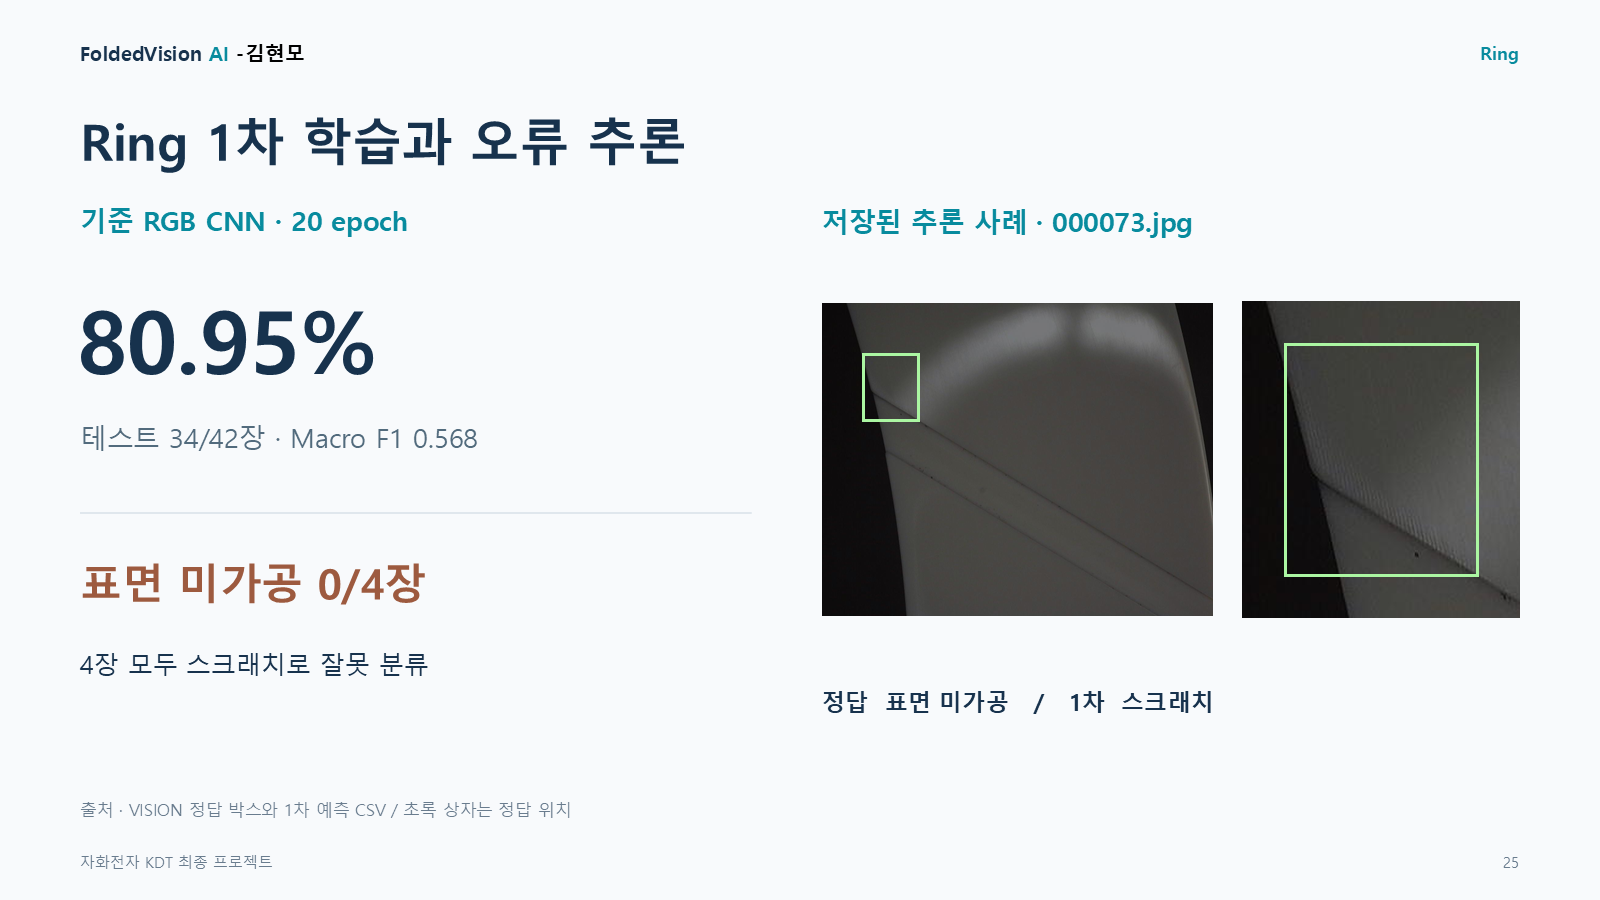 FoldedVision AI -김현모
Ring
Ring 1차 학습과 오류 추론
기준 RGB CNN · 20 epoch
저장된 추론 사례 · 000073.jpg
80.95%
테스트 34/42장 · Macro F1 0.568
표면 미가공 0/4장
4장 모두 스크래치로 잘못 분류
정답 표면 미가공 / 1차 스크래치
출처 · VISION 정답 박스와 1차 예측 CSV / 초록 상자는 정답 위치
자화전자 KDT 최종 프로젝트
25